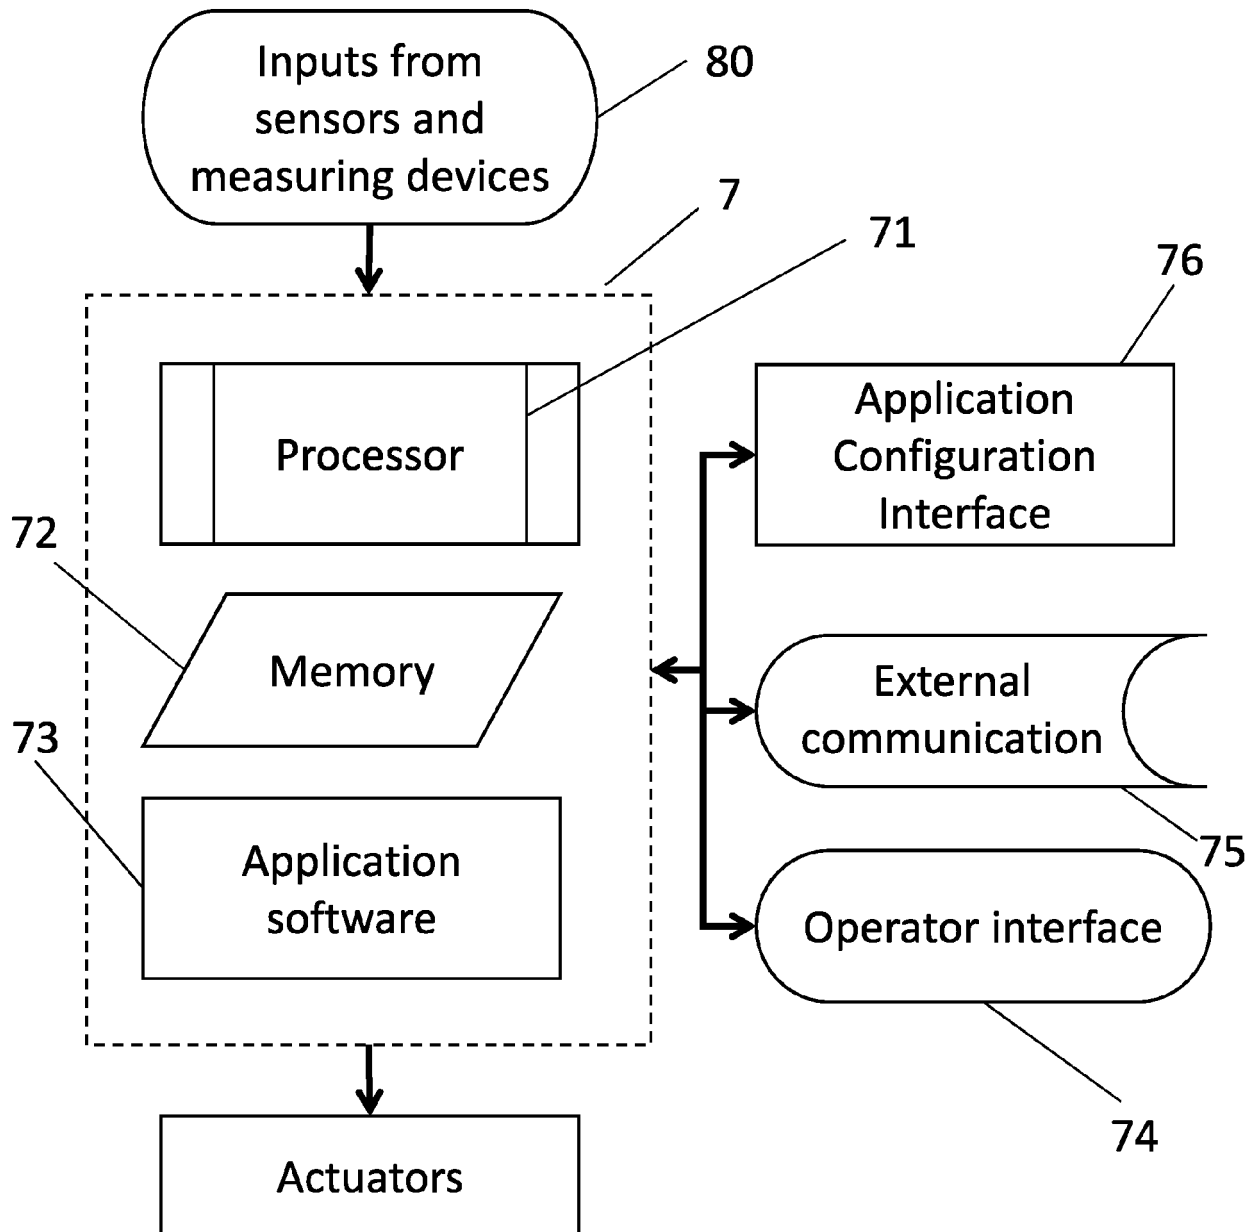 Inputs from
sensors and
measuring devices
80
7
71
76
Processor
Application
Configuration
Interface
72
Memory
External
communication
73
75
Application
software
Operator interface
74
Actuators